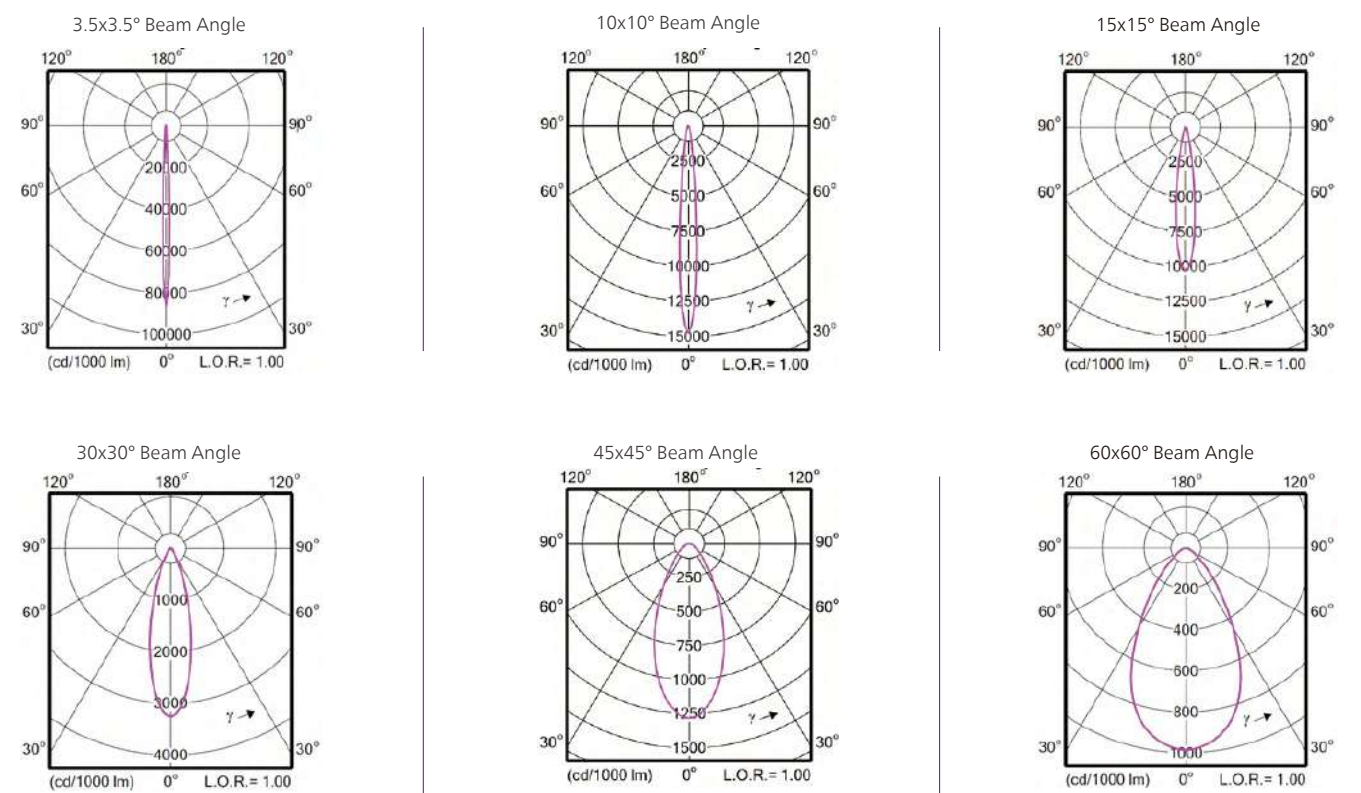 3.5x3.5° Beam Angle
120° 180° 120°
90° 90°
20000
60° 60°
40000
60000
80000
γ
30° 100000 30°
(cd/1000 lm) 0° L.O.R.= 1.00
10x10° Beam Angle
120° 180° 120°
90° 90°
2500
60° 5000 60°
7500
10000
12500 γ
30° 15000 30°
(cd/1000 lm) 0° L.O.R.= 1.00
15x15° Beam Angle
120° 180° 120°
90° 90°
2500
60° 5000 60°
7500
10000
12500 γ
30° 15000 30°
(cd/1000 lm) 0° L.O.R.= 1.00
30x30° Beam Angle
120° 180° 120°
90° 90°
1000
60° 60°
2000
3000
γ
30° 4000 30°
(cd/1000 lm) 0° L.O.R.= 1.00
45x45° Beam Angle
120° 180° 120°
90° 90°
250
60° 500 60°
750
1000
1250 γ
30° 1500 30°
(cd/1000 lm) 0° L.O.R.= 1.00
60x60° Beam Angle
120° 180° 120°
90° 90°
200
60° 60°
400
600
800 γ
30° 1000 30°
(cd/1000 lm) 0° L.O.R.= 1.00